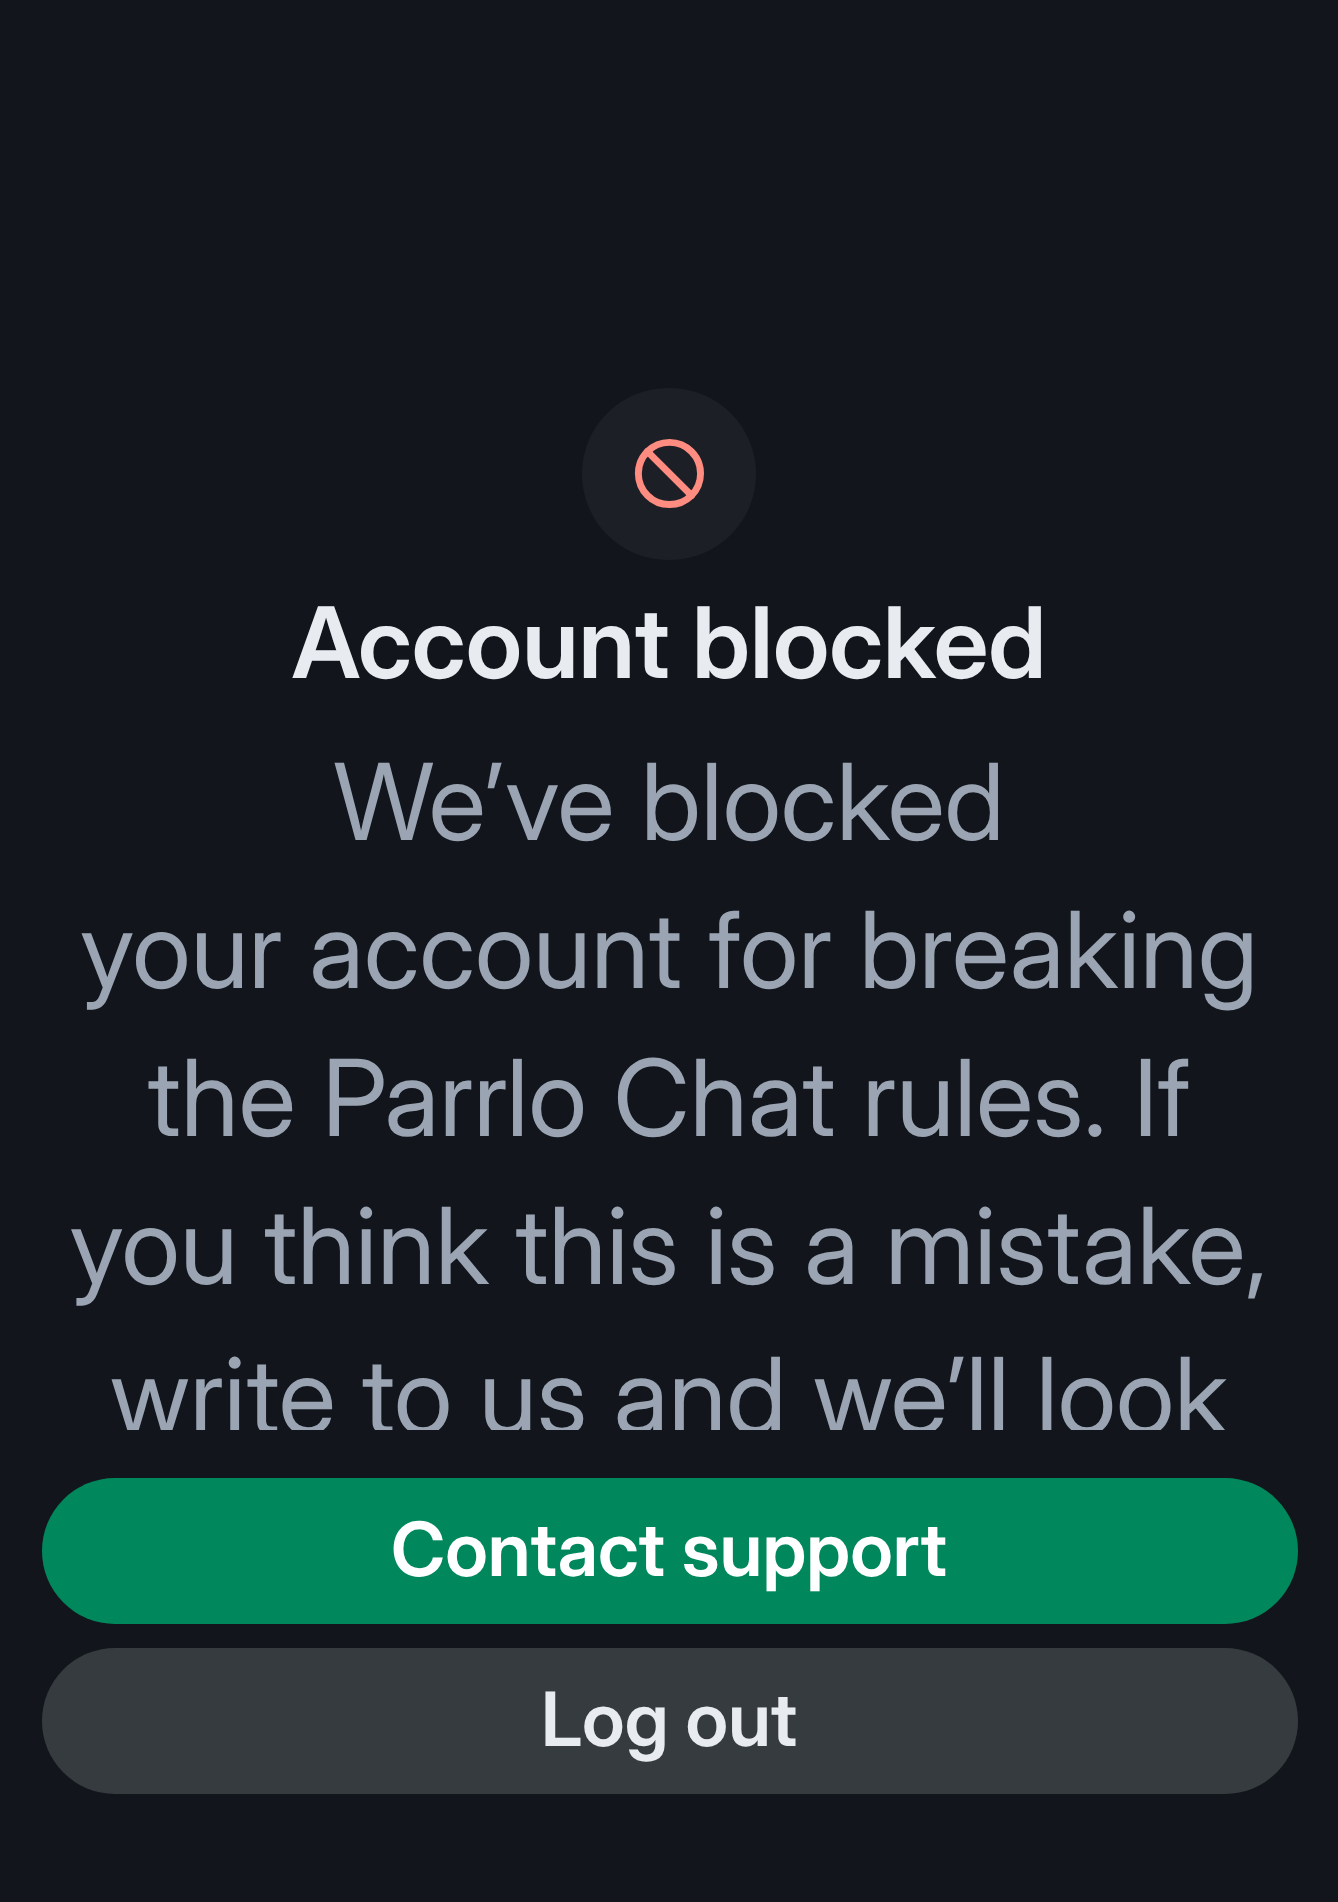 Account blocked
We’ve blocked
your account for breaking
the Parrlo Chat rules. If
you think this is a mistake,
write to us and we’ll look
Contact support
Log out